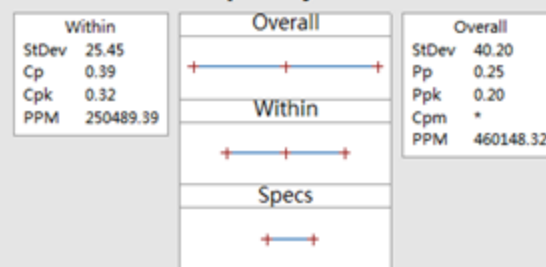 Within
StDev 25.45
Cp 0.39
Cpk 0.32
PPM 250489.39
Overall
Within
Specs
Overall
StDev 40.20
Pp 0.25
Ppk 0.20
Cpm *
PPM 460148.32